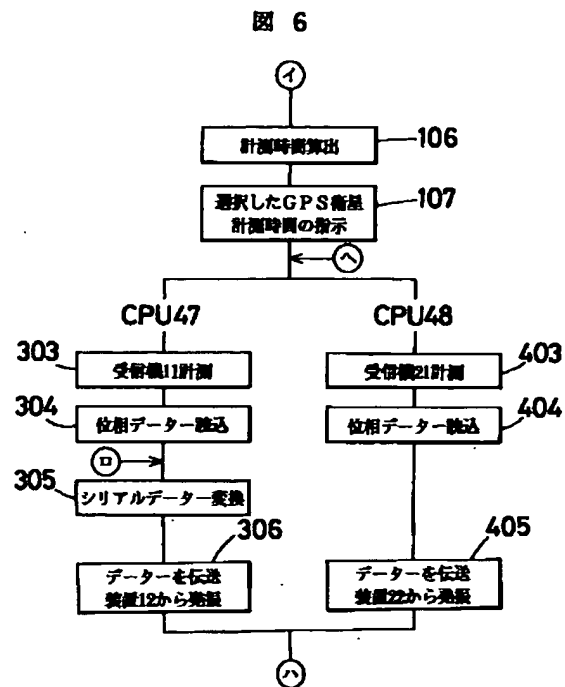 図 6
イ
計測時間算出
106
選択したGPS衛星
計測時間の指示
107
ヘ
CPU47
CPU48
303
受信機11計測
403
受信機21計測
304
位相データー読込
404
位相データー読込
ロ
305
シリアルデーター変換
306
データーを伝送
装置12から発振
405
データーを伝送
装置22から発振
ハ